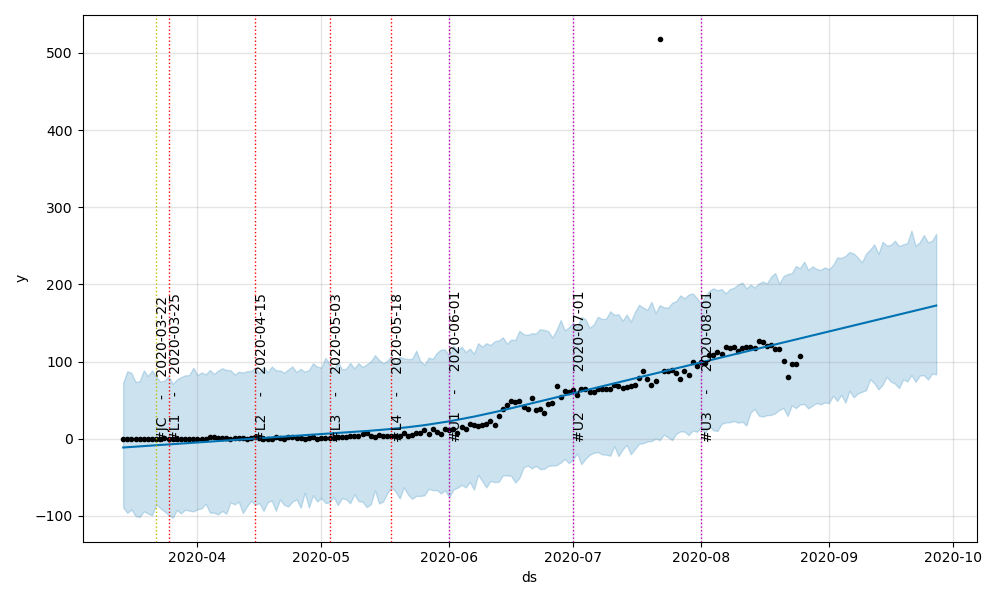 500
400
300
200
100
0
−100
y
#JC - 2020-03-22
#L1 - 2020-03-25
#L2 - 2020-04-15
#L3 - 2020-05-03
#L4 - 2020-05-18
#U1 - 2020-06-01
#U2 - 2020-07-01
#U3 - 2020-08-01
2020-04 2020-05 2020-06 2020-07 2020-08 2020-09 2020-10
ds